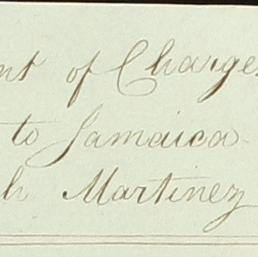 nt of Charges
to Jamaica
h Martinez